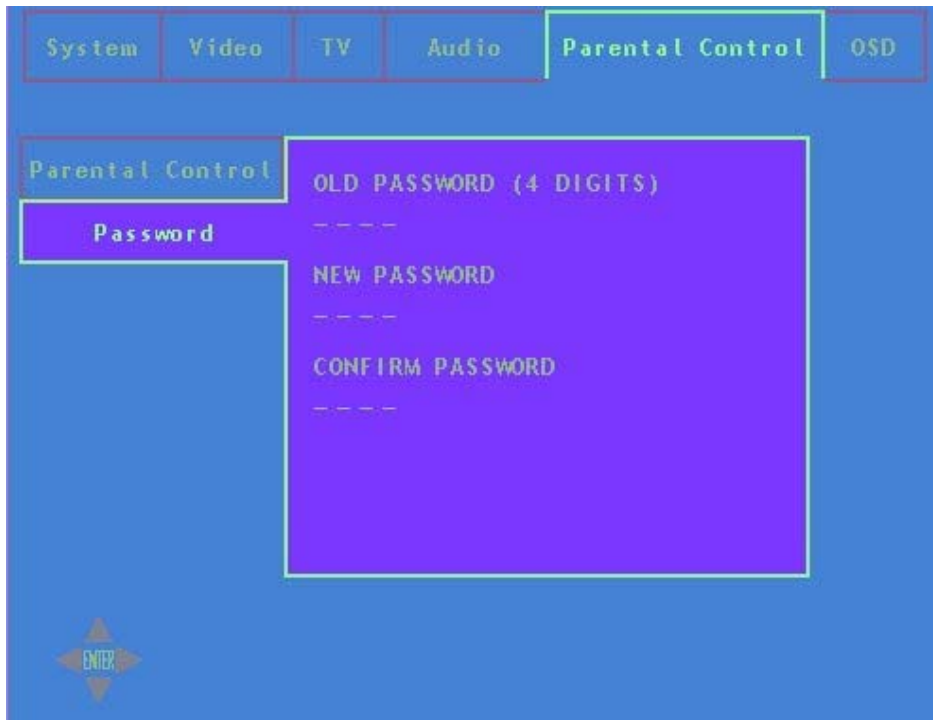 System Video TV Audio Parental Control OSD
Parental Control
Password
OLD PASSWORD (4 DIGITS)
_ _ _ _
NEW PASSWORD
_ _ _ _
CONFIRM PASSWORD
_ _ _ _
ENTER